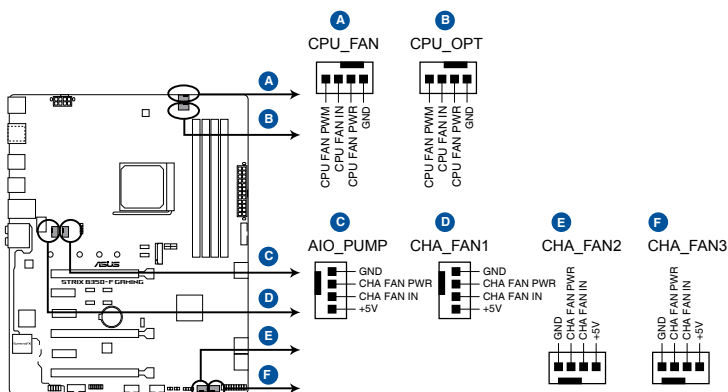 A
B
CPU_FAN
CPU_OPT
A
B
CPU FAN PWM
CPU FAN IN
CPU FAN PWR
GND
CPU FAN PWM
CPU FAN IN
CPU FAN PWR
GND
C
D
E
F
AIO_PUMP
CHA_FAN1
CHA_FAN2
CHA_FAN3
GND
CHA FAN PWR
CHA FAN IN
+5V
GND
CHA FAN PWR
CHA FAN IN
+5V
GND
CHA FAN PWR
CHA FAN IN
+5V
GND
CHA FAN PWR
CHA FAN IN
+5V
C
D
E
F
ASUS
STRIX B350-F GAMING